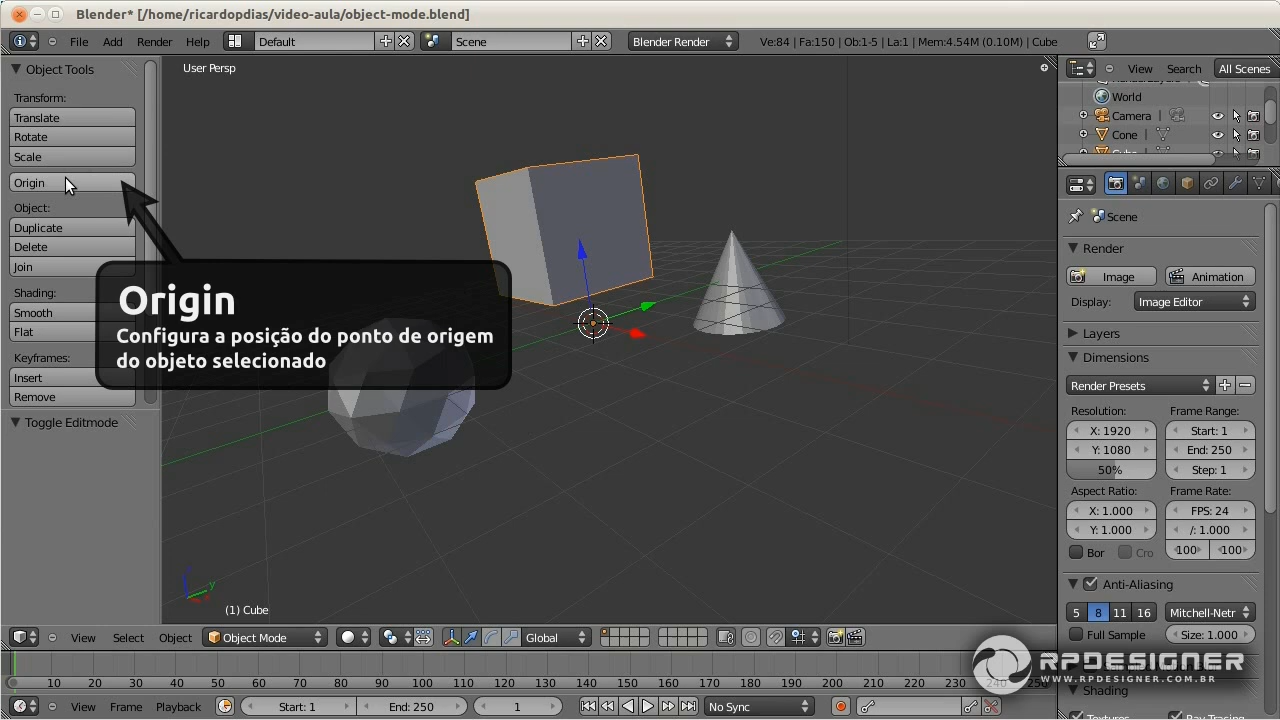 Blender* [/home/ricardopdias/video-aula/object-mode.blend]
File Add Render Help Default Scene Blender Render Ve:84 | Fa:150 | Ob:1-5 | La:1 | Mem:4.54M (0.10M) | Cube
Object Tools
Transform:
Translate
Rotate
Scale
Origin
Object:
Duplicate
Delete
Join
Shading:
Smooth
Flat
Keyframes:
Insert
Remove
Toggle Editmode
User Persp
Origin
Configura a posição do ponto de origem
do objeto selecionado
(1) Cube
View Search All Scenes
World
Camera
Cone
Scene
Render
Image Animation
Display: Image Editor
Layers
Dimensions
Render Presets
Resolution: Frame Range:
X: 1920 Start: 1
Y: 1080 End: 250
50% Step: 1
Aspect Ratio: Frame Rate:
X: 1.000 FPS: 24
Y: 1.000 /: 1.000
Bor Cro 100 100
Anti-Aliasing
5 8 11 16 Mitchell-Netr
Full Sample Size: 1.000
Shading
View Select Object Object Mode Global
RPDESIGNER
WWW.RPDESIGNER.COM.BR
10 20 30 40 50 60 70 80 90 100 110 120 130 140 150 160 170 180 190 200 210 220 230 240 250
View Frame Playback Start: 1 End: 250 1 No Sync